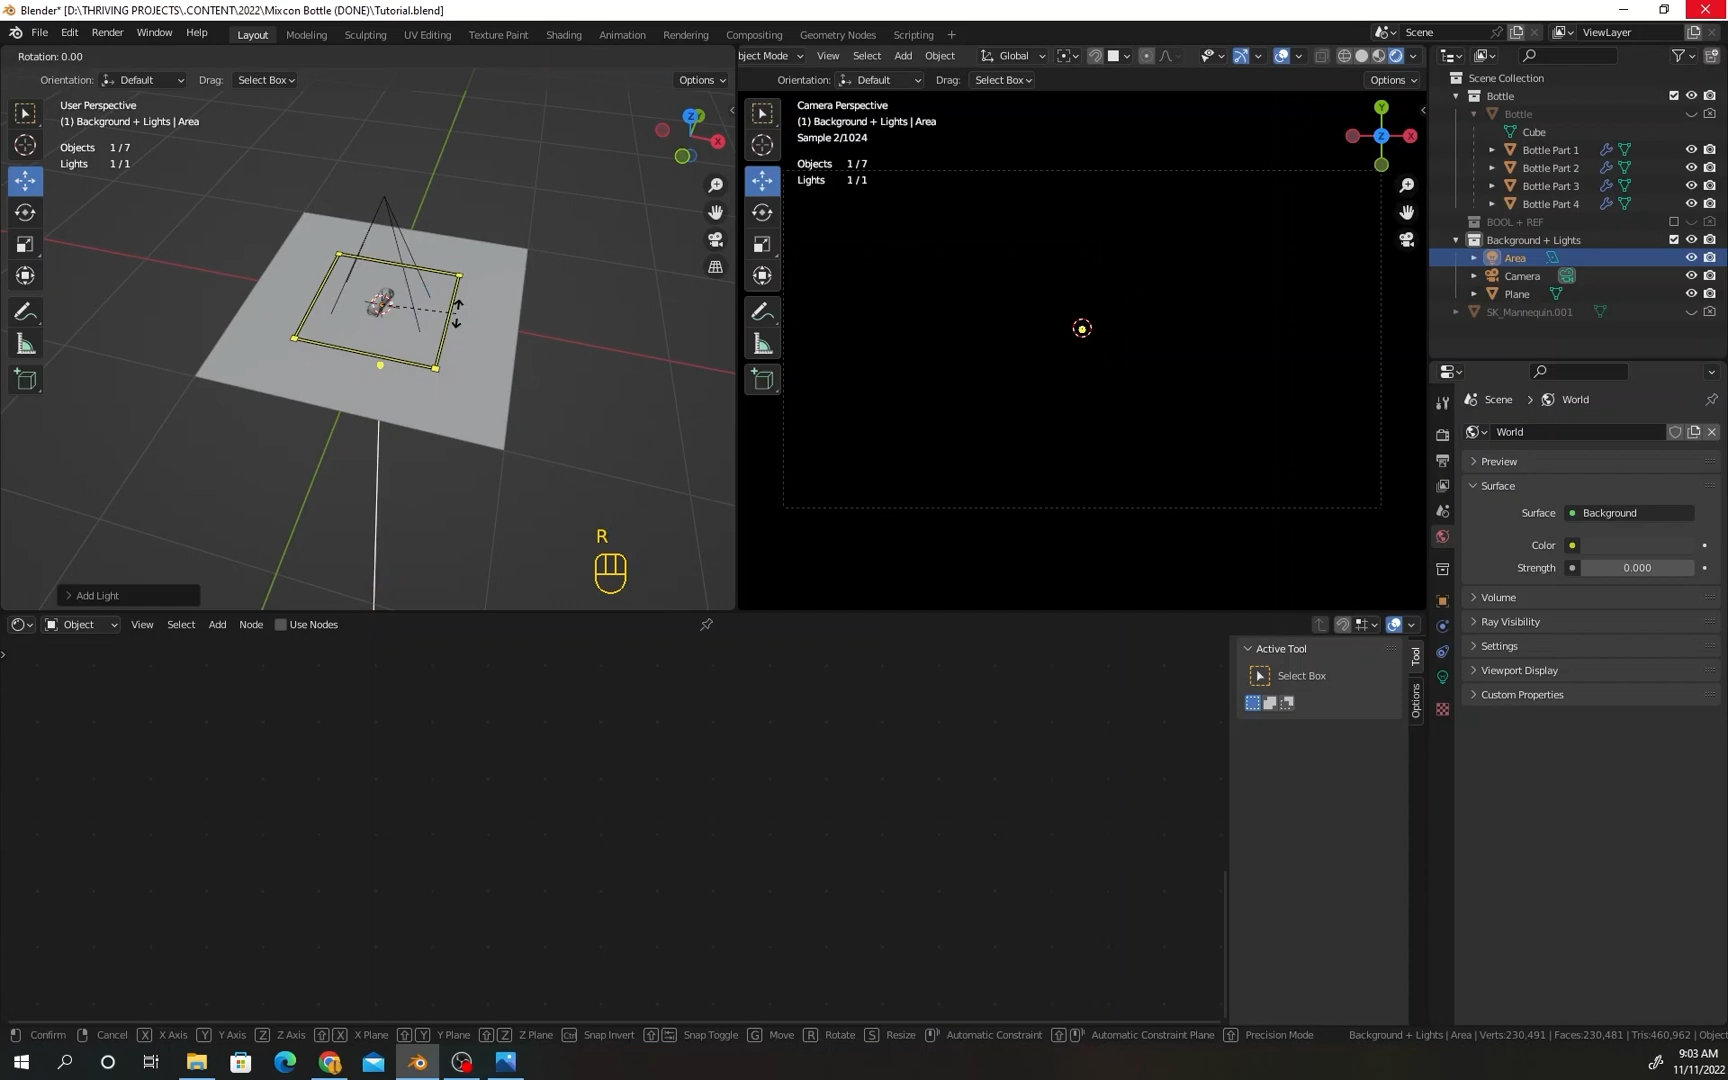 Blender* [D:\THRIVING PROJECTS\.CONTENT\2022\Mixcon Bottle (DONE)\Tutorial.blend]
File Edit Render Window Help Layout Modeling Sculpting UV Editing Texture Paint Shading Animation Rendering Compositing Geometry Nodes Scripting + Scene ViewLayer
Rotation: 0.00
bject Mode View Select Add Object Global
Orientation: Default Drag: Select Box Options
Orientation: Default Drag: Select Box Options
User Perspective
(1) Background + Lights | Area
Objects 1 / 7
Lights 1 / 1
Z
Y
X
Camera Perspective
(1) Background + Lights | Area
Sample 2/1024
Objects 1 / 7
Lights 1 / 1
Y
Z
X
Scene Collection
Bottle
Bottle
Cube
Bottle Part 1
Bottle Part 2
Bottle Part 3
Bottle Part 4
BOOL + REF
Background + Lights
Area
Camera
Plane
SK_Mannequin.001
Scene > World
World
Preview
Surface
Surface Background
Color
Strength 0.000
Volume
Ray Visibility
Settings
Viewport Display
Custom Properties
R
Add Light
Object View Select Add Node Use Nodes
Active Tool
Select Box
Tool
Options
Confirm Cancel X X Axis Y Y Axis Z Z Axis X X Plane Y Y Plane Z Z Plane Ctrl Snap Invert Snap Toggle G Move R Rotate S Resize Automatic Constraint Automatic Constraint Plane Precision Mode Background + Lights | Area | Verts:230,491 | Faces:230,481 | Tris:460,962 | Object
9:03 AM
11/11/2022